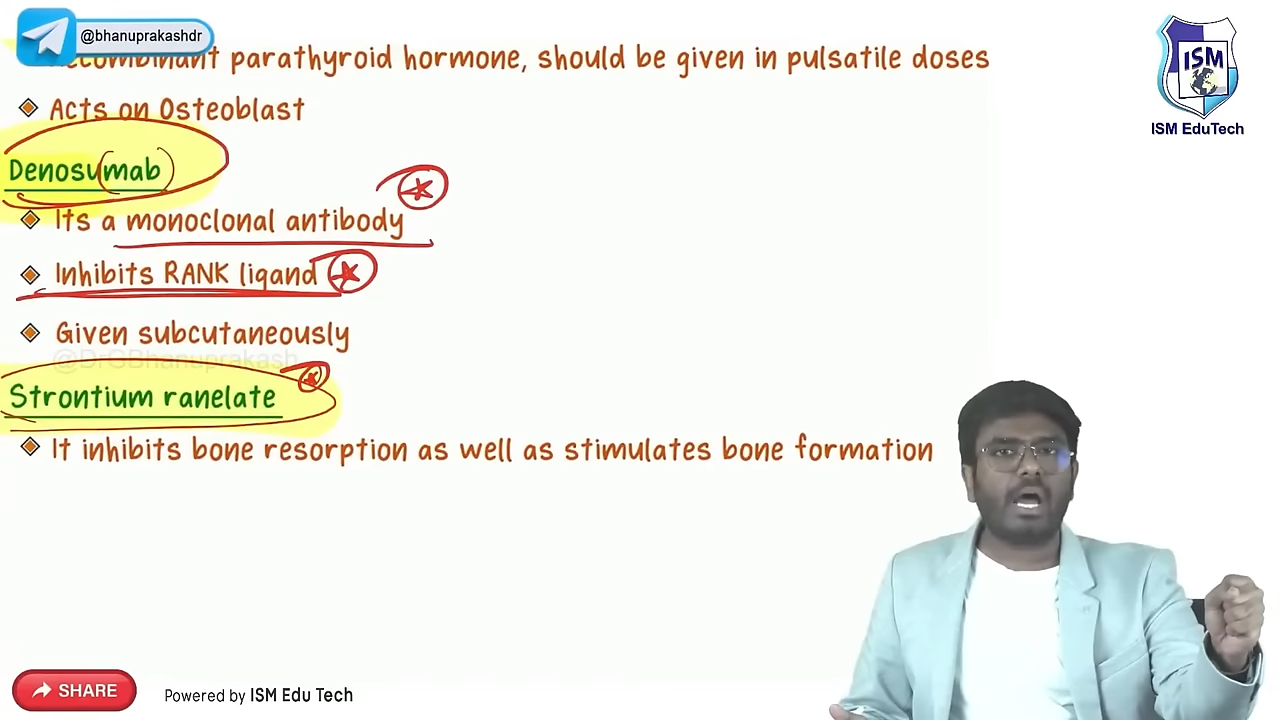 @bhanuprakashdr
Recombinant parathyroid hormone, should be given in pulsatile doses
ISM
ISM EduTech
Acts on Osteoblast
Denosumab
Its a monoclonal antibody
Inhibits RANK ligand
Given subcutaneously
@DrGBhanuprakash
Strontium ranelate
It inhibits bone resorption as well as stimulates bone formation
SHARE
Powered by ISM Edu Tech